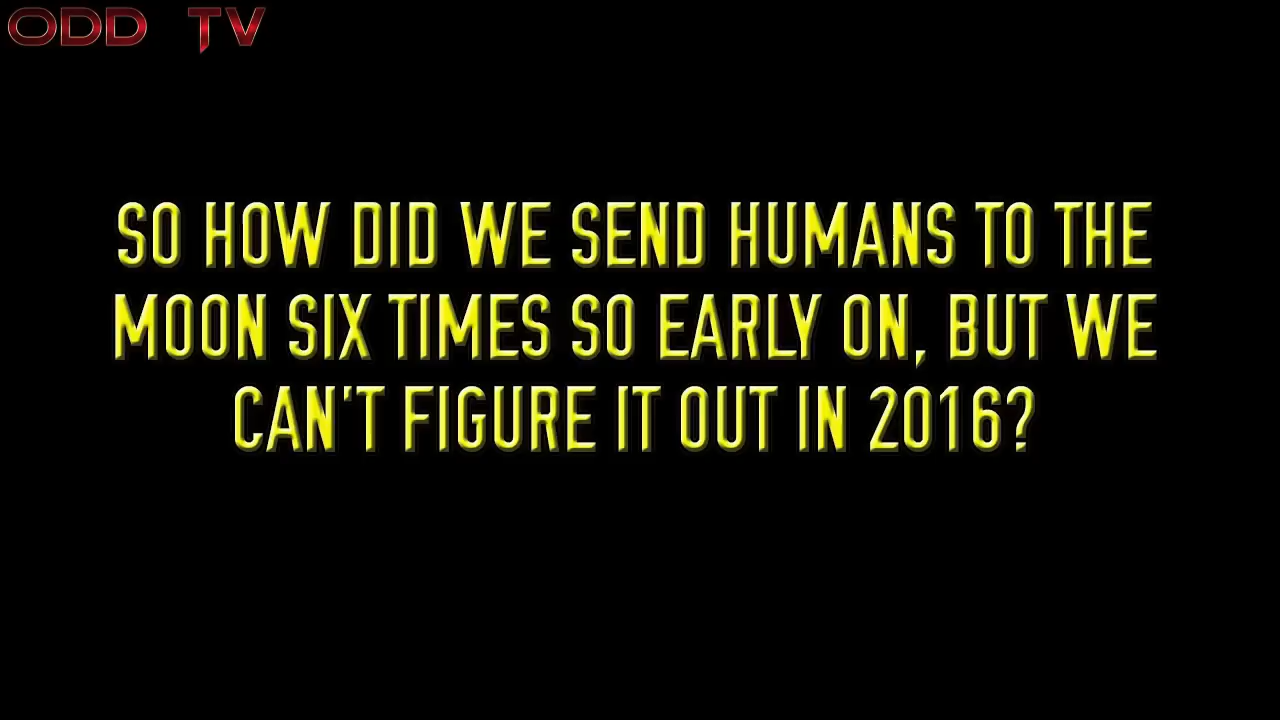 ODD TV
SO HOW DID WE SEND HUMANS TO THE
MOON SIX TIMES SO EARLY ON, BUT WE
CAN'T FIGURE IT OUT IN 2016?